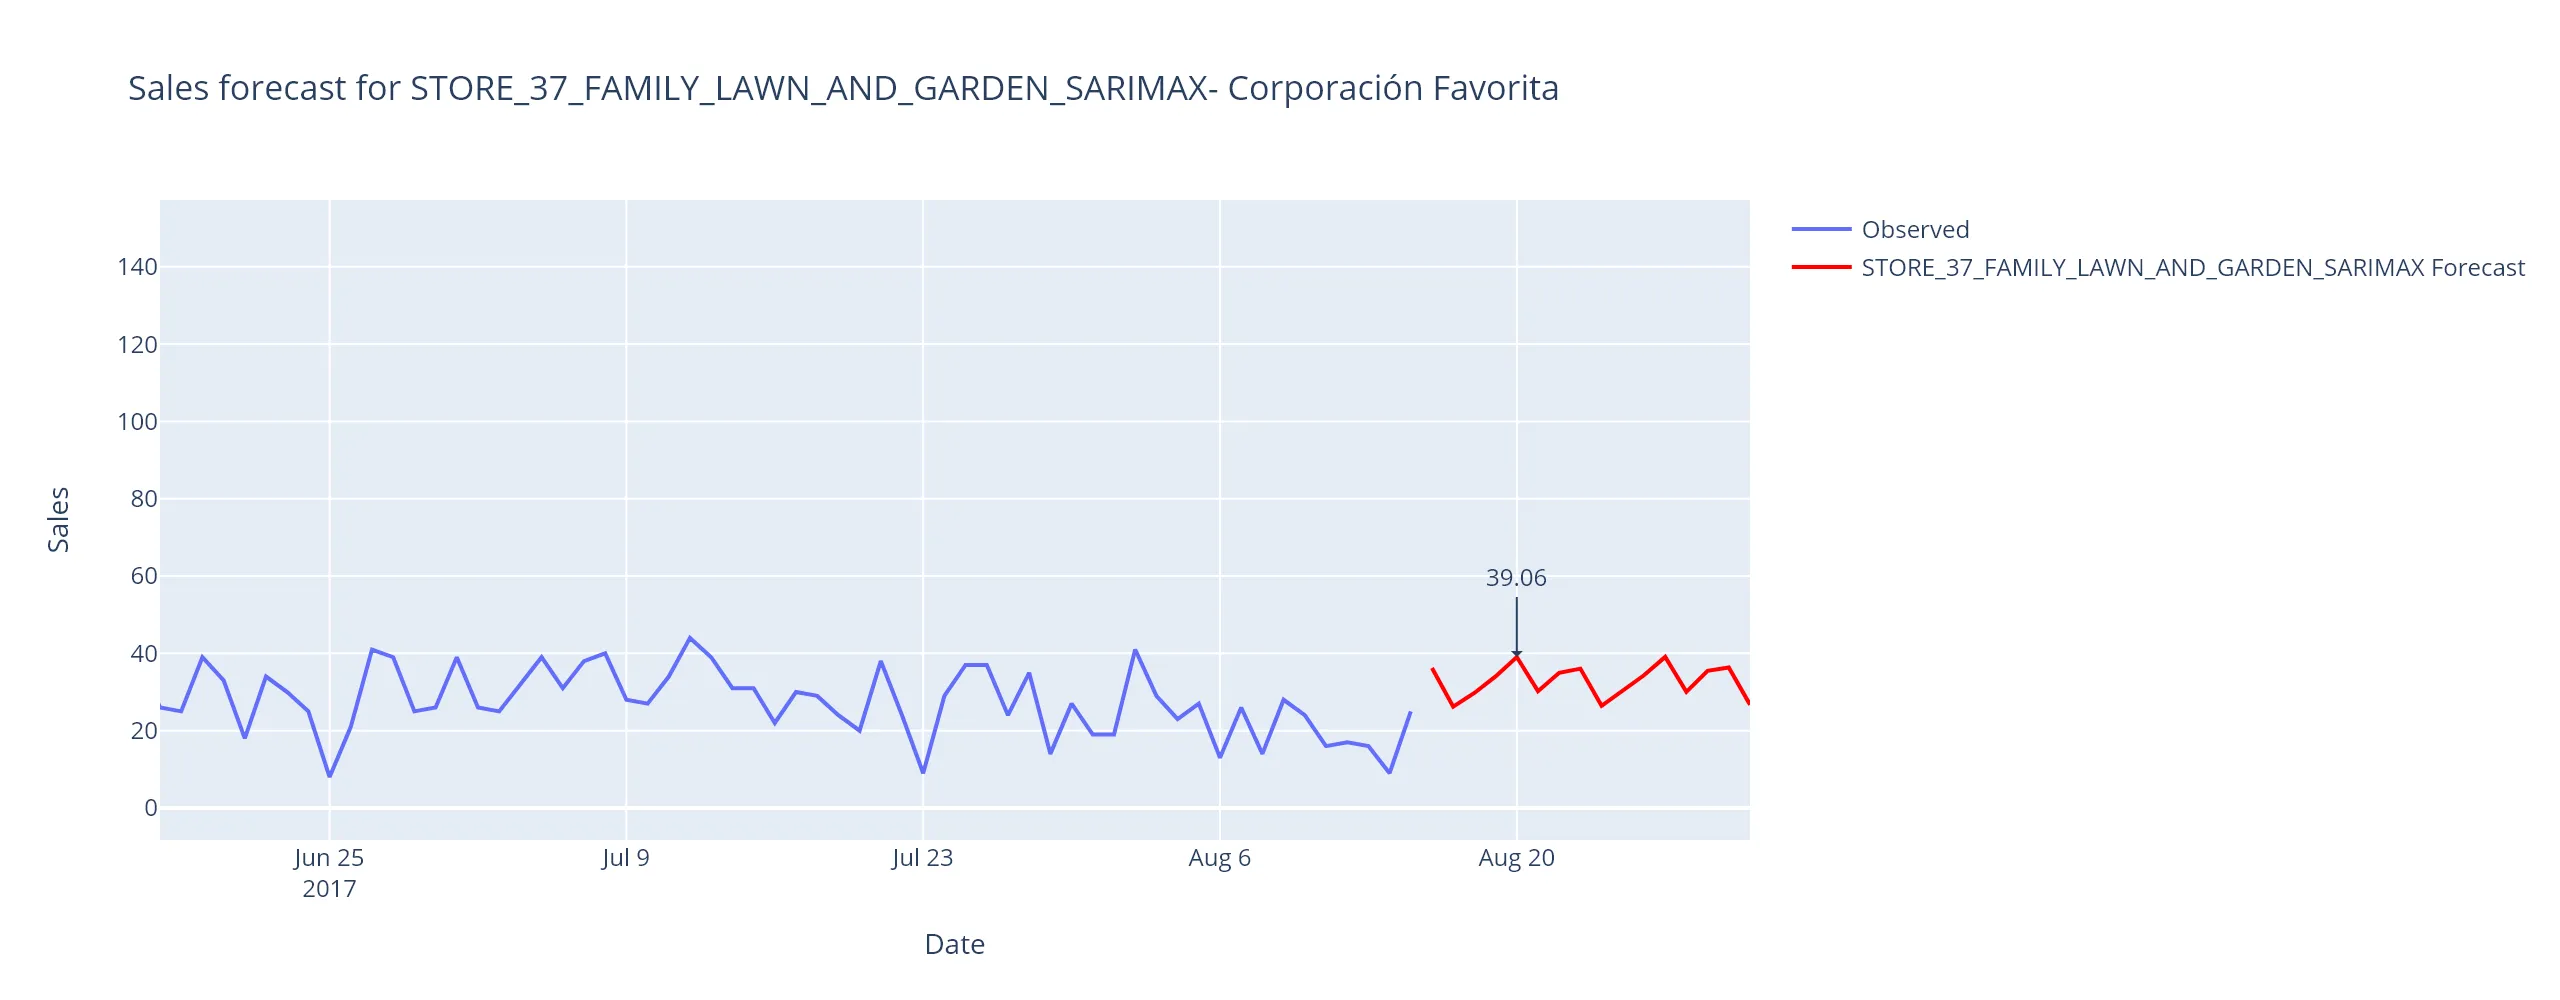 Sales forecast for STORE_37_FAMILY_LAWN_AND_GARDEN_SARIMAX- Corporación Favorita
Observed
STORE_37_FAMILY_LAWN_AND_GARDEN_SARIMAX Forecast
140
120
100
80
60
40
20
0
Sales
39.06
Jun 25
2017
Jul 9
Jul 23
Aug 6
Aug 20
Date